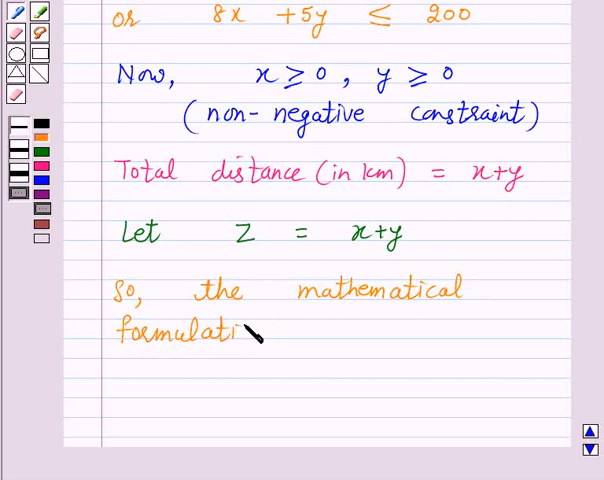 or 8x + 5y ≤ 200
Now, x ≥ 0, y ≥ 0
(non-negative constraint)
Total distance (in km) = x+y
Let Z = x+y
So, the mathematical
formulati